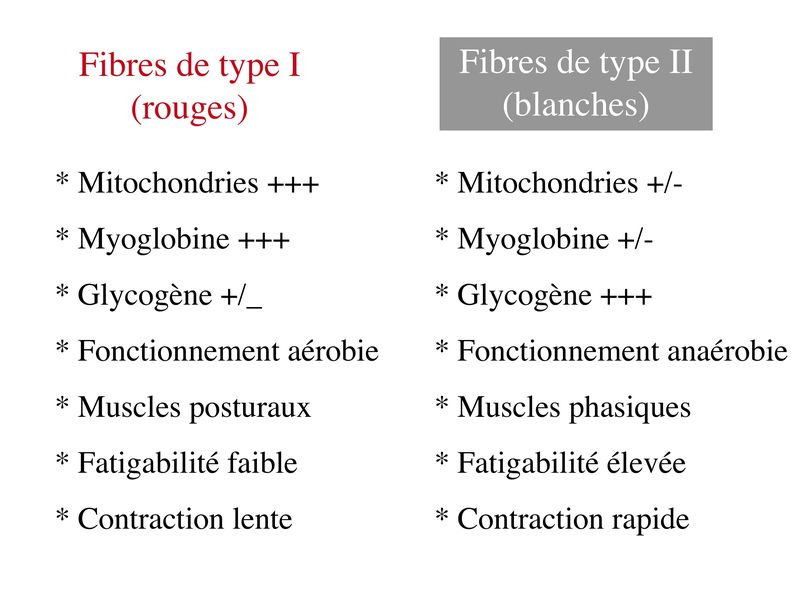 Fibres de type I
(rouges)
* Mitochondries +++
* Myoglobine +++
* Glycogène +/_
* Fonctionnement aérobie
* Muscles posturaux
* Fatigabilité faible
* Contraction lente
Fibres de type II
(blanches)
* Mitochondries +/-
* Myoglobine +/-
* Glycogène +++
* Fonctionnement anaérobie
* Muscles phasiques
* Fatigabilité élevée
* Contraction rapide